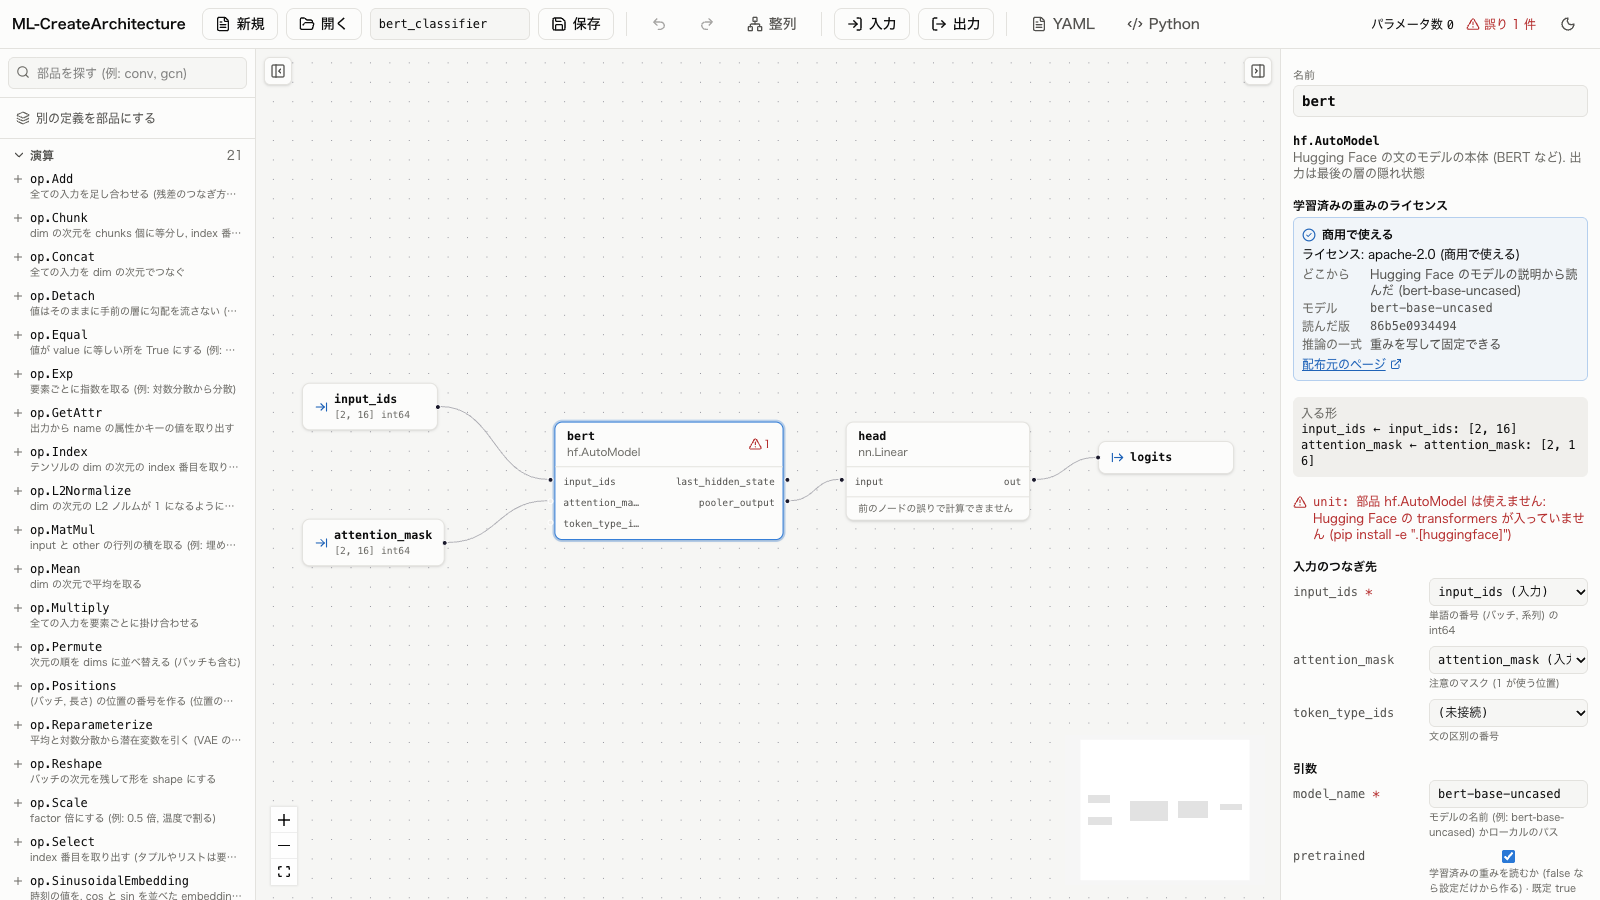 ML-CreateArchitecture
新規
開く
bert_classifier
保存
整列
入力
出力
YAML
Python
パラメータ数 0
誤り 1 件
部品を探す (例: conv, gcn)
別の定義を部品にする
演算
21
op.Add
全ての入力を足し合わせる (残差のつなぎ方…
op.Chunk
dim の次元を chunks 個に等分し, index 番…
op.Concat
全ての入力を dim の次元でつなぐ
op.Detach
値はそのままに手前の層に勾配を流さない (…
op.Equal
値が value に等しい所を True にする (例: …
op.Exp
要素ごとに指数を取る (例: 対数分散から分散)
op.GetAttr
出力から name の属性かキーの値を取り出す
op.Index
テンソルの dim の次元の index 番目を取り…
op.L2Normalize
dim の次元の L2 ノルムが 1 になるように…
op.MatMul
input と other の行列の積を取る (例: 埋め…
op.Mean
dim の次元で平均を取る
op.Multiply
全ての入力を要素ごとに掛け合わせる
op.Permute
次元の順を dims に並べ替える (バッチも含む)
op.Positions
(バッチ, 長さ) の位置の番号を作る (位置の…
op.Reparameterize
平均と対数分散から潜在変数を引く (VAE の…
op.Reshape
バッチの次元を残して形を shape にする
op.Scale
factor 倍にする (例: 0.5 倍, 温度で割る)
op.Select
index 番目を取り出す (タプルやリストは要…
op.SinusoidalEmbedding
時刻の値を, cos と sin を並べた embeddin…
input_ids
[2, 16] int64
attention_mask
[2, 16] int64
bert
hf.AutoModel
1
input_ids
last_hidden_state
attention_ma…
pooler_output
token_type_i…
head
nn.Linear
input
out
前のノードの誤りで計算できません
logits
名前
bert
hf.AutoModel
Hugging Face の文のモデルの本体 (BERT など). 出
力は最後の層の隠れ状態
学習済みの重みのライセンス
商用で使える
ライセンス: apache-2.0 (商用で使える)
どこから Hugging Face のモデルの説明から読
んだ (bert-base-uncased)
モデル bert-base-uncased
読んだ版 86b5e0934494
推論の一式 重みを写して固定できる
配布元のページ
入る形
input_ids ← input_ids: [2, 16]
attention_mask ← attention_mask: [2, 1
6]
unit: 部品 hf.AutoModel は使えません:
Hugging Face の transformers が入っていませ
ん (pip install -e ".[huggingface]")
入力のつなぎ先
input_ids *
input_ids (入力)
単語の番号 (バッチ, 系列) の
int64
attention_mask
attention_mask (入力
注意のマスク (1 が使う位置)
token_type_ids
(未接続)
文の区別の番号
引数
model_name *
bert-base-uncased
モデルの名前 (例: bert-base-
uncased) かローカルのパス
pretrained
学習済みの重みを読むか (false な
ら設定だけから作る) · 既定 true